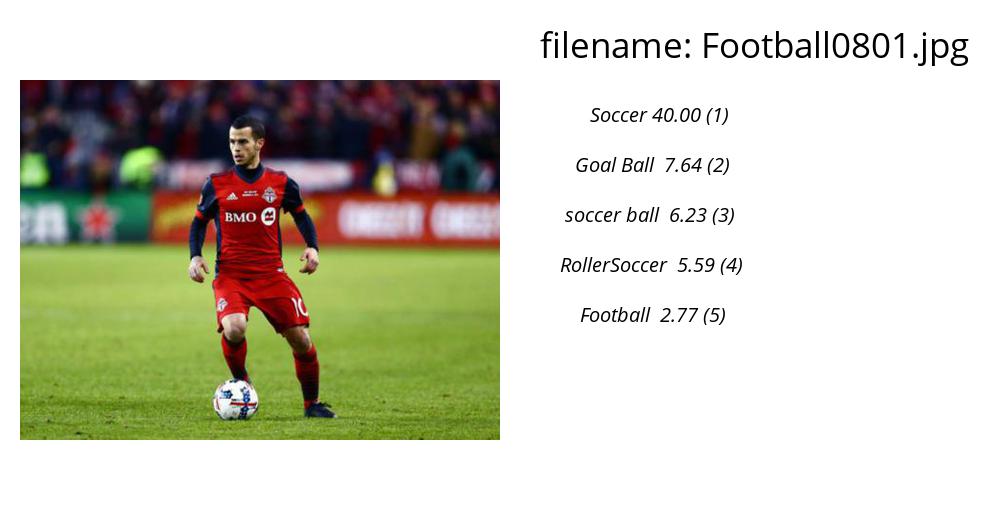 filename: Football0801.jpg
Soccer 40.00 (1)
Goal Ball 7.64 (2)
soccer ball 6.23 (3)
RollerSoccer 5.59 (4)
Football 2.77 (5)
BMO
10